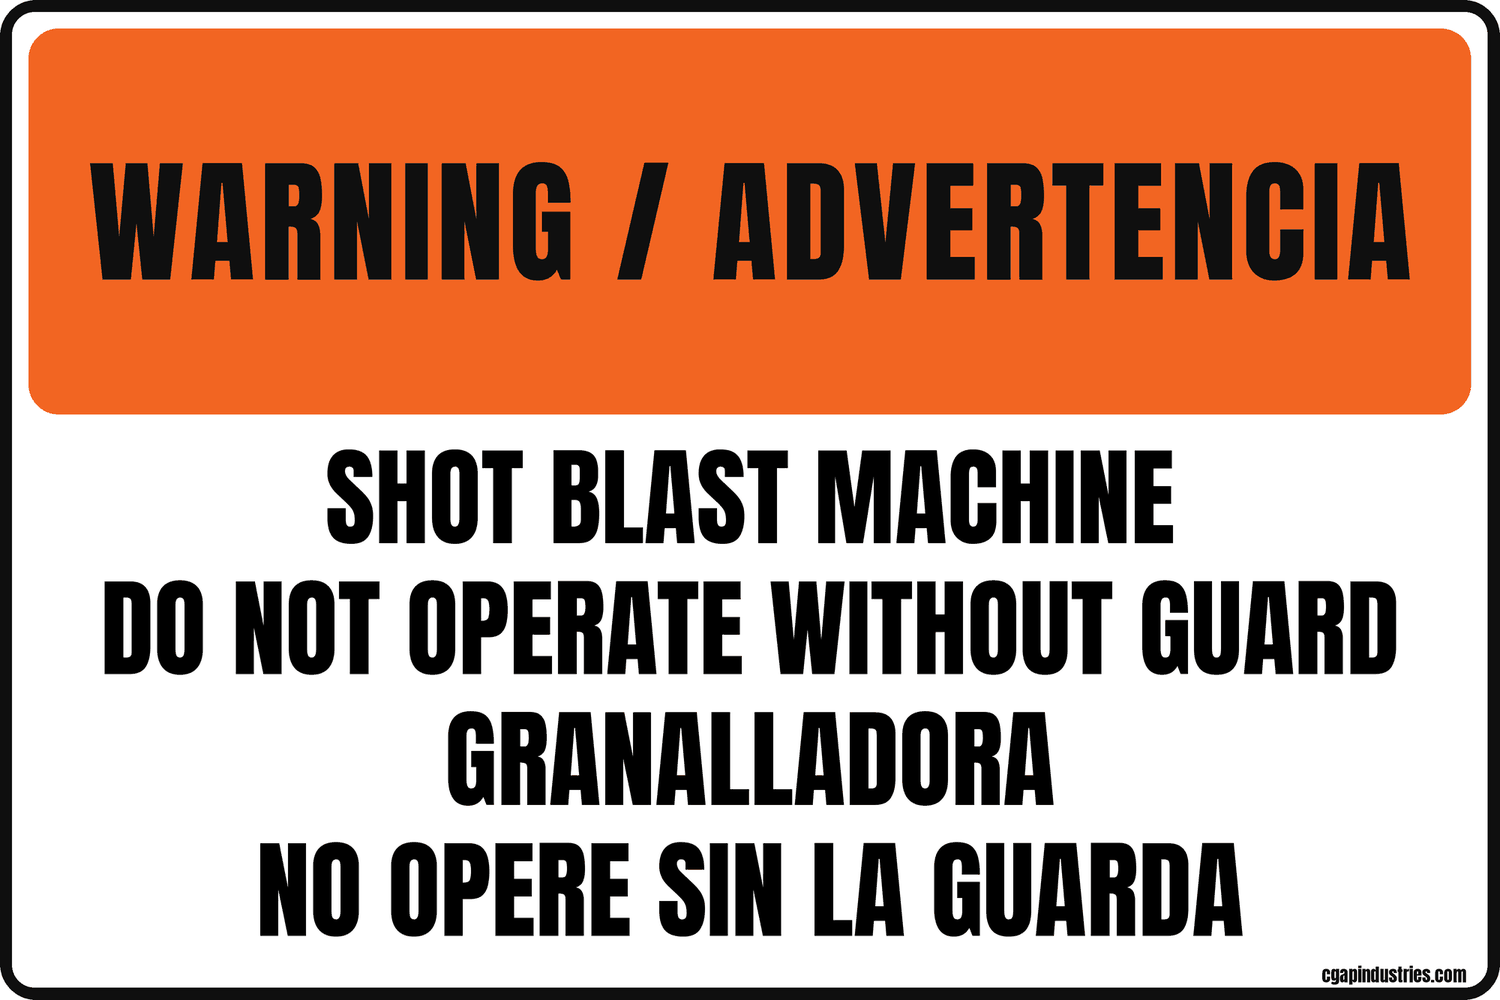 WARNING / ADVERTENCIA
SHOT BLAST MACHINE
DO NOT OPERATE WITHOUT GUARD
GRANALLADORA
NO OPERE SIN LA GUARDA
cgapindustries.com